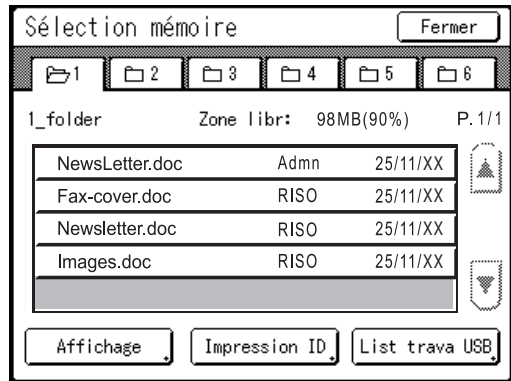 Sélection mémoire Fermer
1 2 3 4 5 6
1_folder Zone libr: 98MB(90%) P.1/1
NewsLetter.doc Admn 25/11/XX
Fax-cover.doc RISO 25/11/XX
Newsletter.doc RISO 25/11/XX
Images.doc RISO 25/11/XX
Affichage Impression ID List trava USB